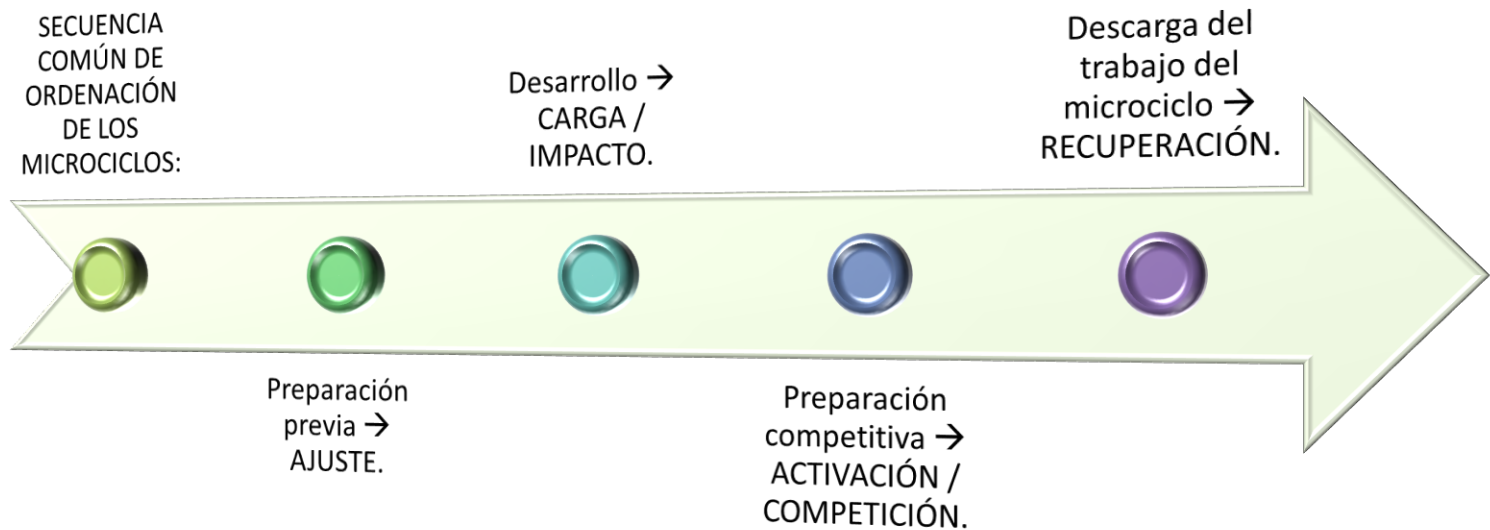 SECUENCIA
COMÚN DE
ORDENACIÓN
DE LOS
MICROCICLOS:
Preparación
previa →
AJUSTE.
Desarrollo →
CARGA /
IMPACTO.
Preparación
competitiva →
ACTIVACIÓN /
COMPETICIÓN.
Descarga del
trabajo del
microciclo →
RECUPERACIÓN.